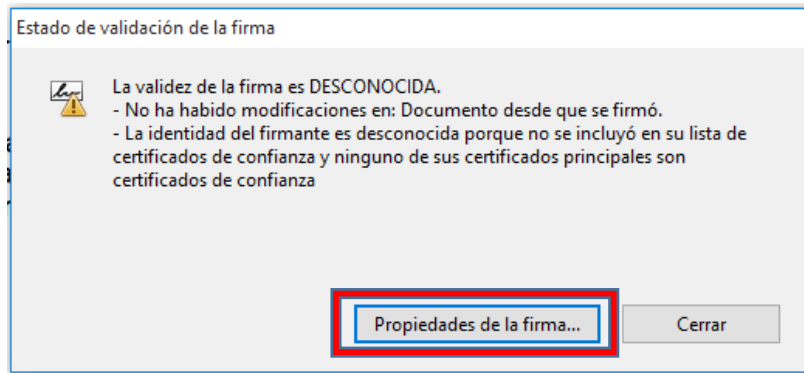 Estado de validación de la firma
La validez de la firma es DESCONOCIDA.
- No ha habido modificaciones en: Documento desde que se firmó.
- La identidad del firmante es desconocida porque no se incluyó en su lista de
certificados de confianza y ninguno de sus certificados principales son
certificados de confianza
Propiedades de la firma...
Cerrar